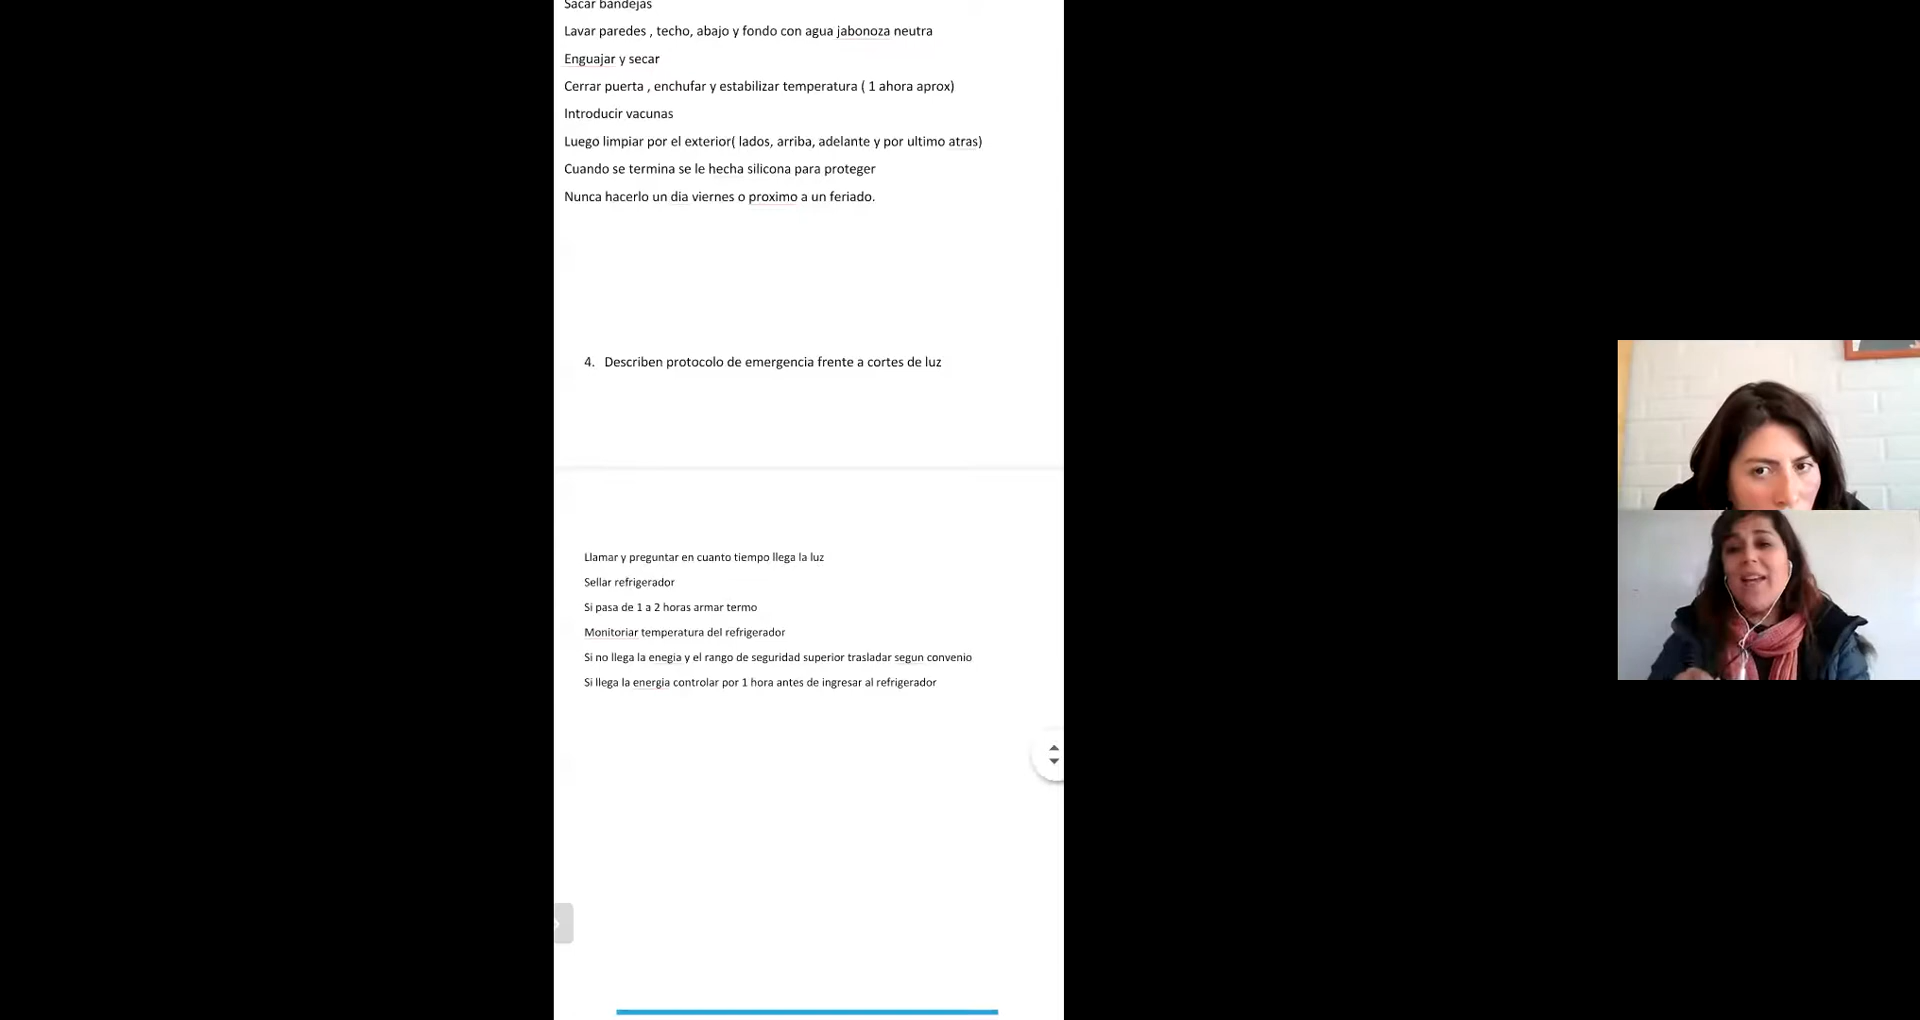 Sacar bandejas
Lavar paredes , techo, abajo y fondo con agua jabonoza neutra
Enguajar y secar
Cerrar puerta , enchufar y estabilizar temperatura ( 1 ahora aprox)
Introducir vacunas
Luego limpiar por el exterior( lados, arriba, adelante y por ultimo atras)
Cuando se termina se le hecha silicona para proteger
Nunca hacerlo un dia viernes o proximo a un feriado.
4. Describen protocolo de emergencia frente a cortes de luz
Llamar y preguntar en cuanto tiempo llega la luz
Sellar refrigerador
Si pasa de 1 a 2 horas armar termo
Monitoriar temperatura del refrigerador
Si no llega la enegia y el rango de seguridad superior trasladar segun convenio
Si llega la energia controlar por 1 hora antes de ingresar al refrigerador